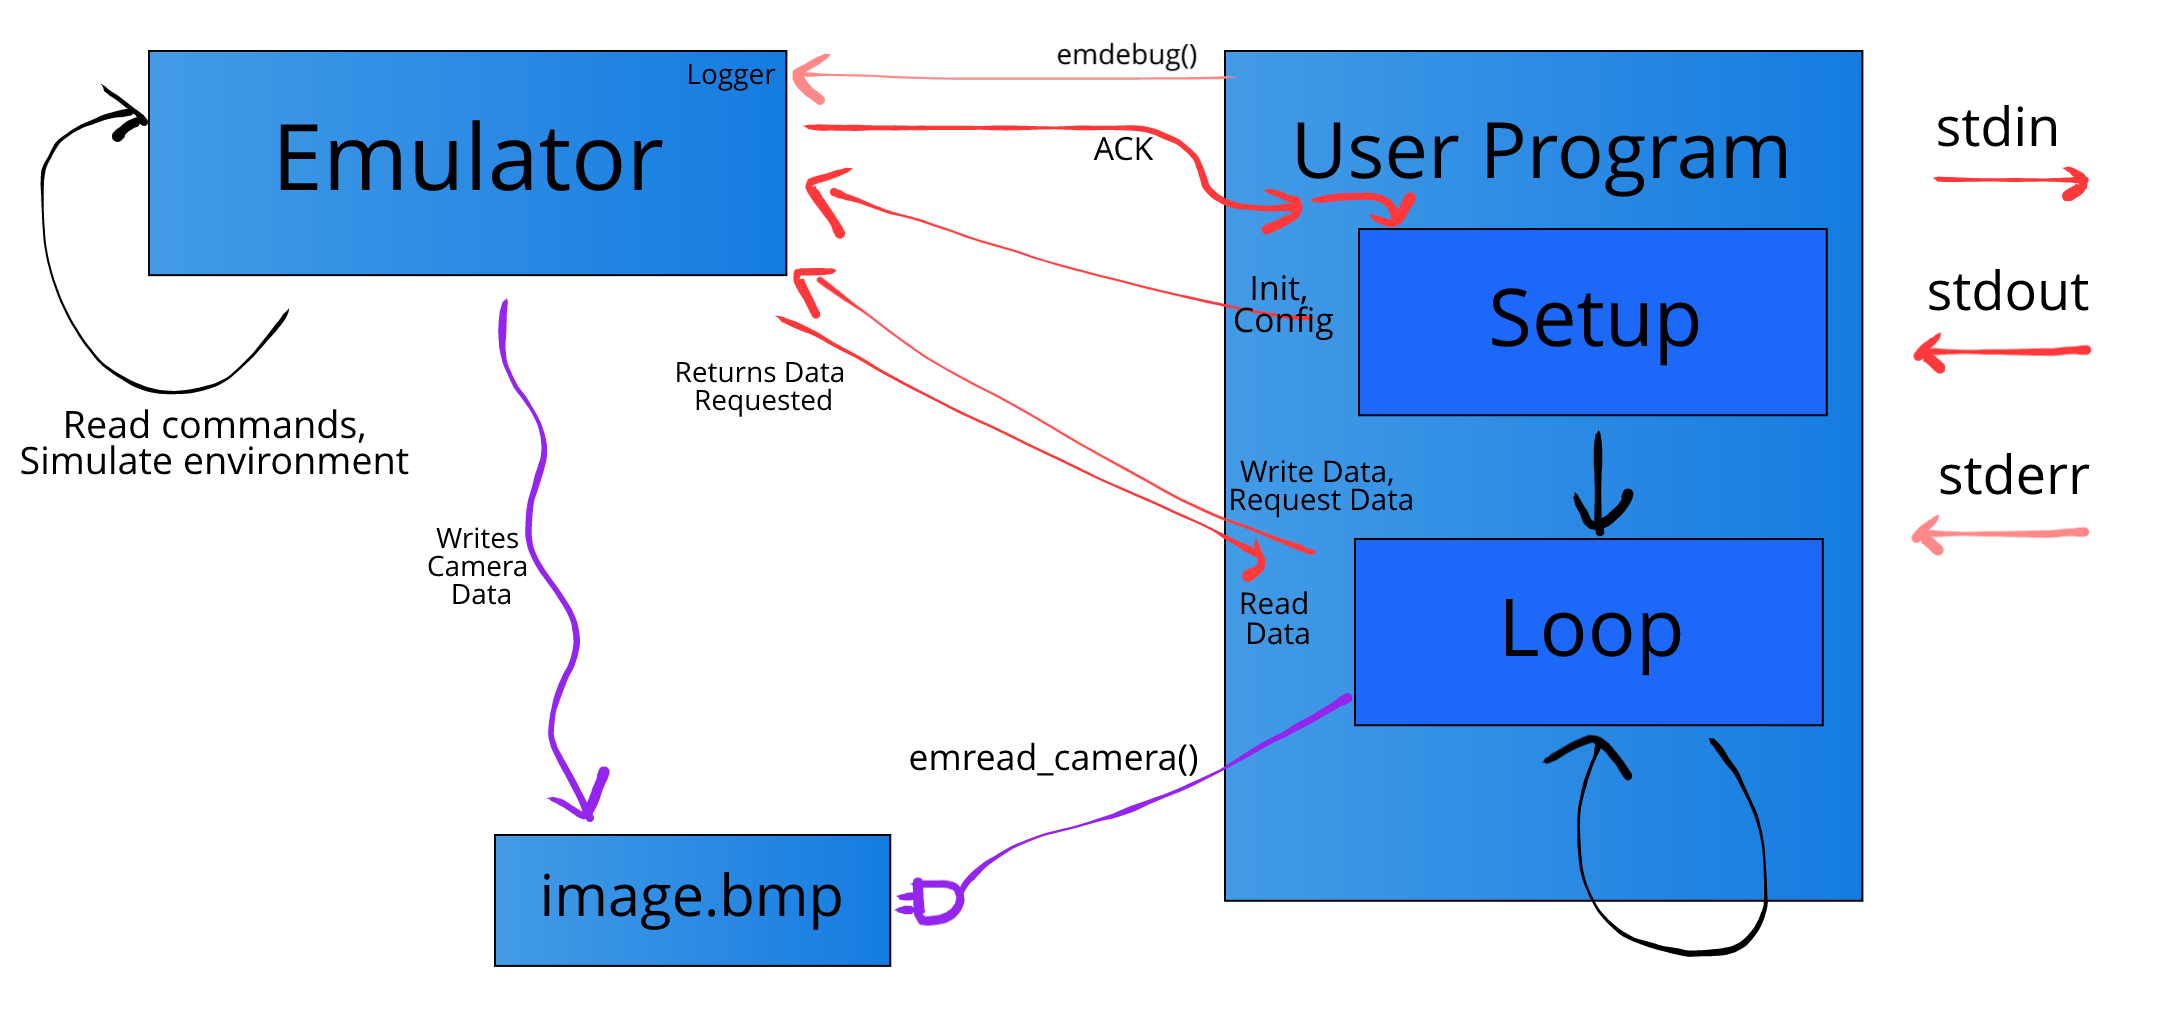 emdebug()
Logger
Emulator
ACK
User Program
stdin
Init,
Config
Setup
stdout
Returns Data
Requested
Read commands,
Simulate environment
Write Data,
Request Data
stderr
Writes
Camera
Data
Read
Data
Loop
emread_camera()
image.bmp